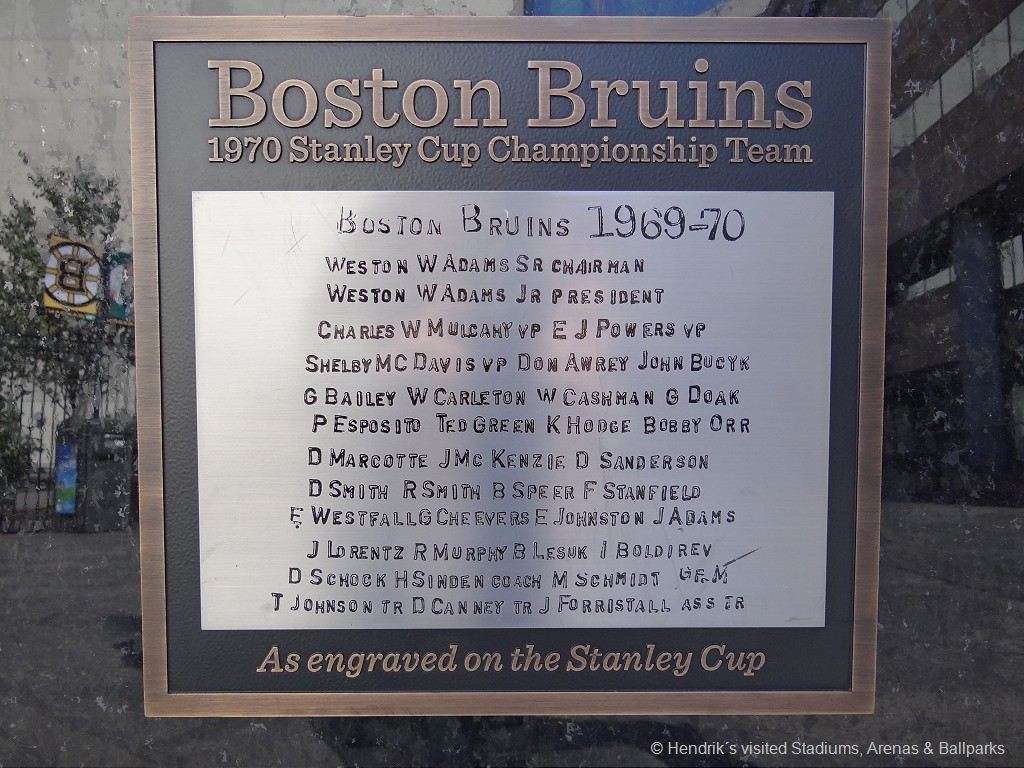 Boston Bruins
1970 Stanley Cup Championship Team
BOSTON BRUINS 1969-70
WESTON W ADAMS SR CHAIRMAN
WESTON W ADAMS JR PRESIDENT
CHARLES W MULCAHY VP E J POWERS VP
SHELBY MC DAVIS VP DON AWREY JOHN BUCYK
G BAILEY W CARLETON W CASHMAN G DOAK
P ESPOSITO TED GREEN K HODGE BOBBY ORR
D MARCOTTE J MC KENZIE D SANDERSON
D SMITH R SMITH B SPEER F STANFIELD
E WESTFALL G CHEEVERS E JOHNSTON J ADAMS
J LORENTZ R MURPHY B LESUK I BOLDIREV
D SCHOCK H SINDEN COACH M SCHMIDT G.M
T JOHNSON TR D CANNEY TR J FORRISTALL ASS TR
As engraved on the Stanley Cup
B
© Hendrik´s visited Stadiums, Arenas & Ballparks